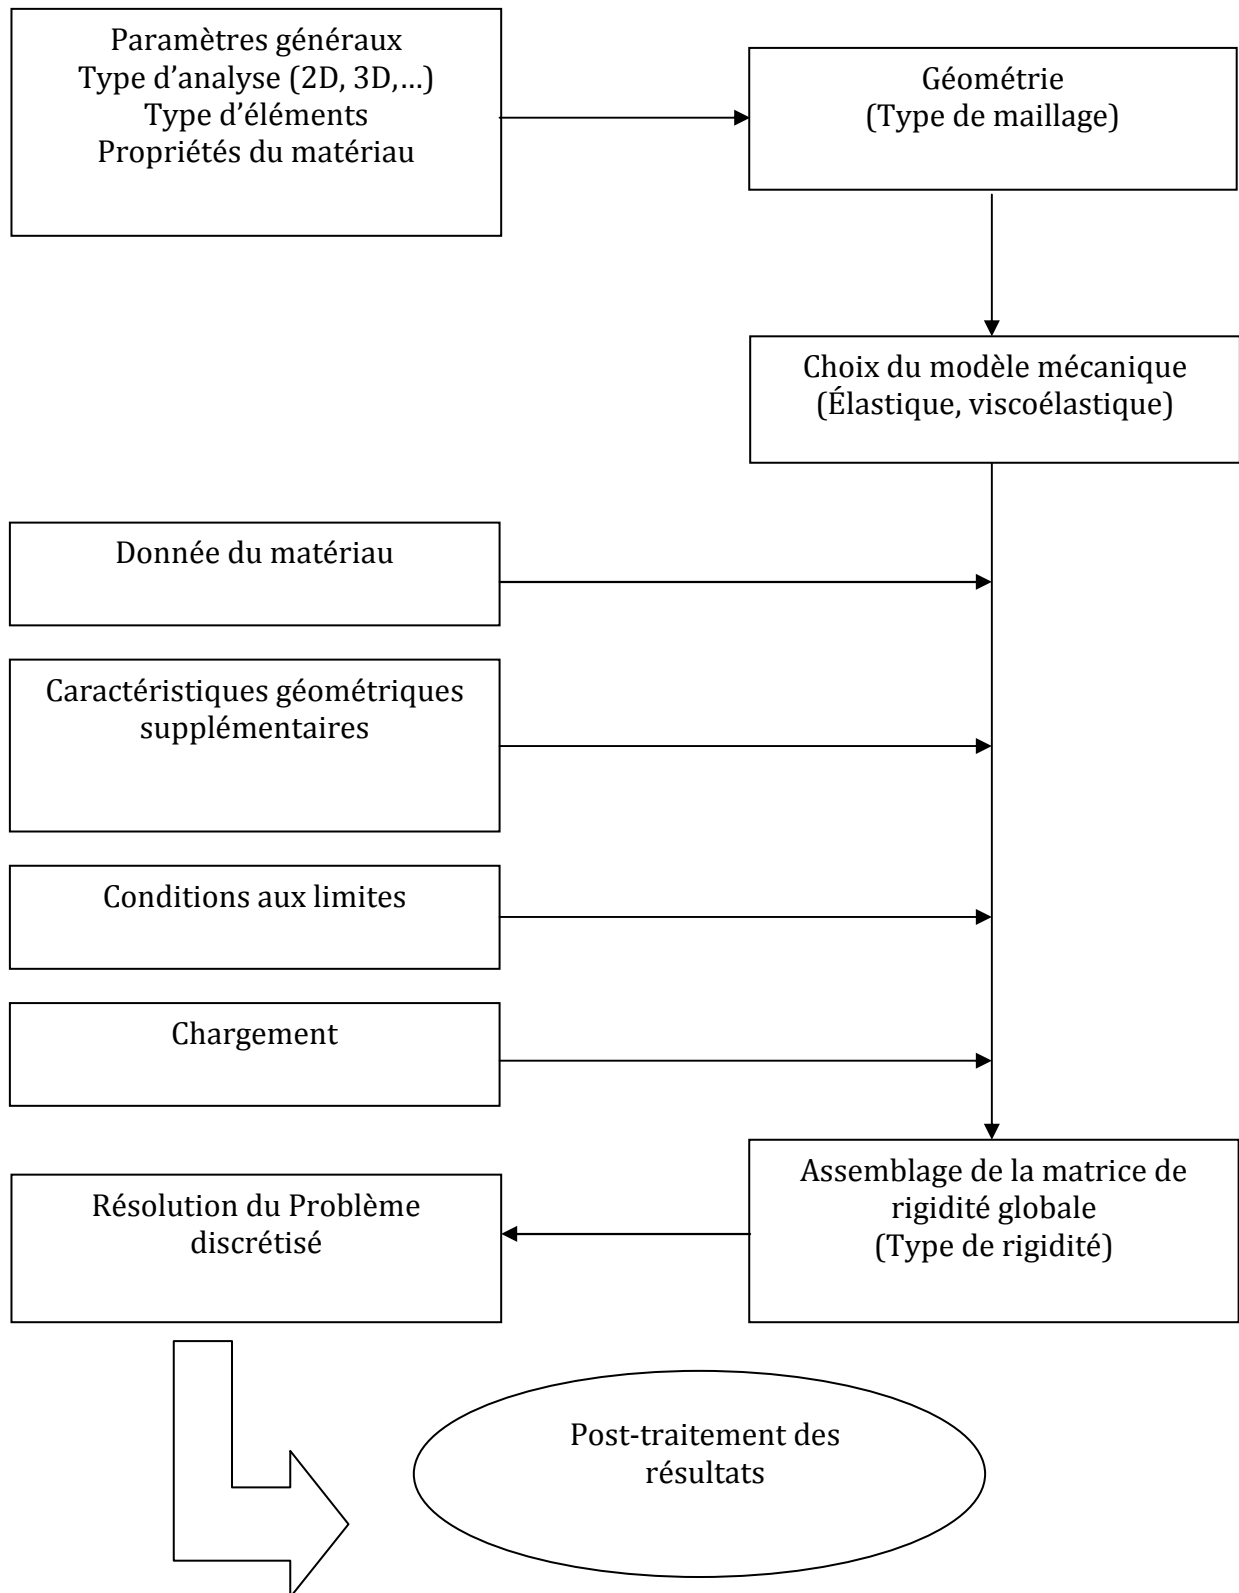 Paramètres généraux
Type d’analyse (2D, 3D,…)
Type d’éléments
Propriétés du matériau
Géométrie
(Type de maillage)
Choix du modèle mécanique
(Élastique, viscoélastique)
Donnée du matériau
Caractéristiques géométriques
supplémentaires
Conditions aux limites
Chargement
Assemblage de la matrice de
rigidité globale
(Type de rigidité)
Résolution du Problème
discrétisé
Post-traitement des
résultats